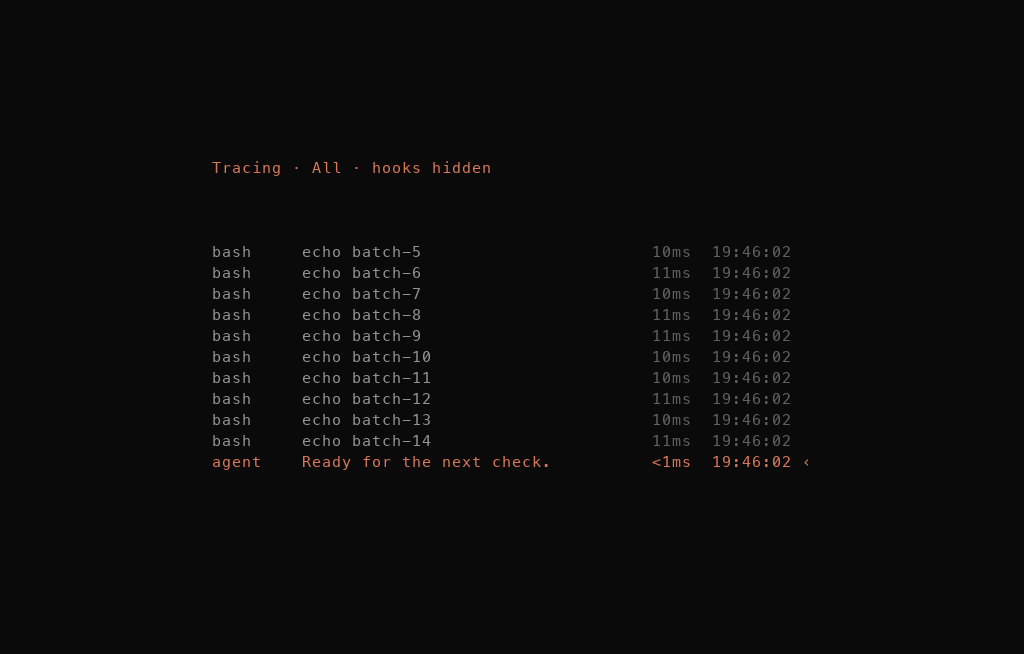 Tracing · All · hooks hidden
bash echo batch-5 10ms 19:46:02
bash echo batch-6 11ms 19:46:02
bash echo batch-7 10ms 19:46:02
bash echo batch-8 11ms 19:46:02
bash echo batch-9 11ms 19:46:02
bash echo batch-10 10ms 19:46:02
bash echo batch-11 10ms 19:46:02
bash echo batch-12 11ms 19:46:02
bash echo batch-13 10ms 19:46:02
bash echo batch-14 11ms 19:46:02
agent Ready for the next check. <1ms 19:46:02 ‹